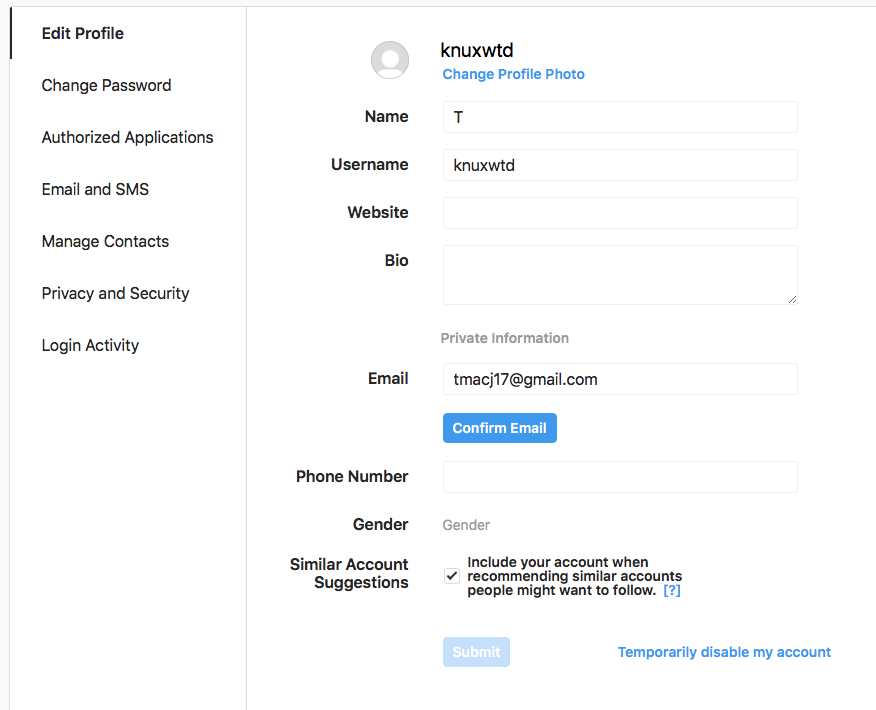 Edit Profile
Change Password
Authorized Applications
Email and SMS
Manage Contacts
Privacy and Security
Login Activity
knuxwtd
Change Profile Photo
Name
T
Username
knuxwtd
Website
Bio
Private Information
Email
tmacj17@gmail.com
Confirm Email
Phone Number
Gender
Gender
Similar Account
Suggestions
Include your account when
recommending similar accounts
people might want to follow. [?]
Submit
Temporarily disable my account